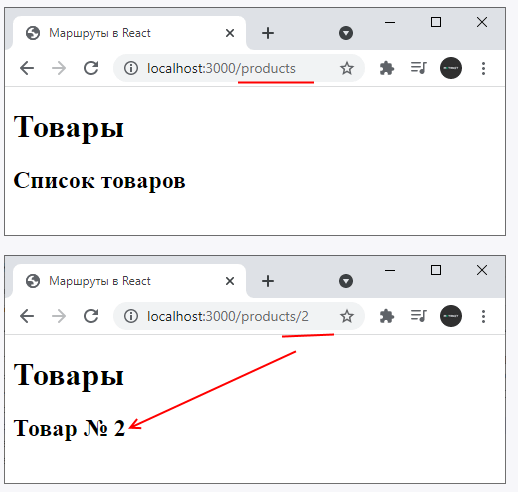 Маршруты в React
localhost:3000/products
Товары
Список товаров
Маршруты в React
localhost:3000/products/2
Товары
Товар № 2